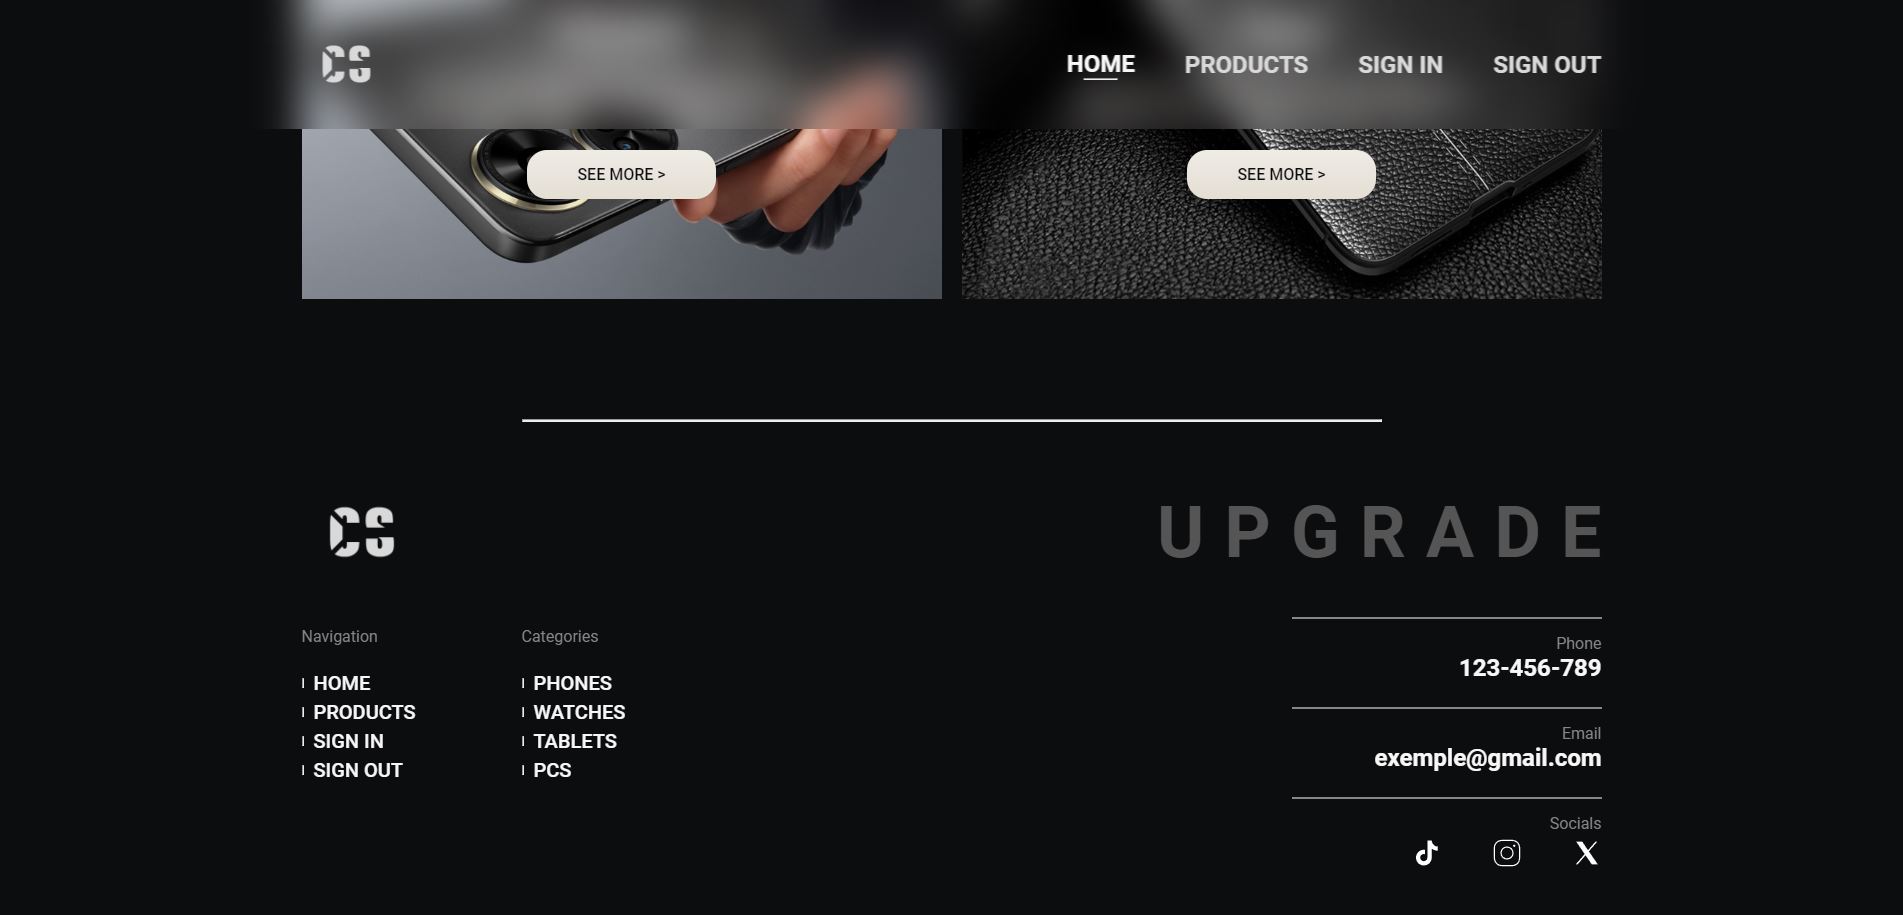 CS
HOME PRODUCTS SIGN IN SIGN OUT
SEE MORE >
SEE MORE >
CS
UPGRADE
Navigation
HOME
PRODUCTS
SIGN IN
SIGN OUT
Categories
PHONES
WATCHES
TABLETS
PCS
Phone
123-456-789
Email
exemple@gmail.com
Socials